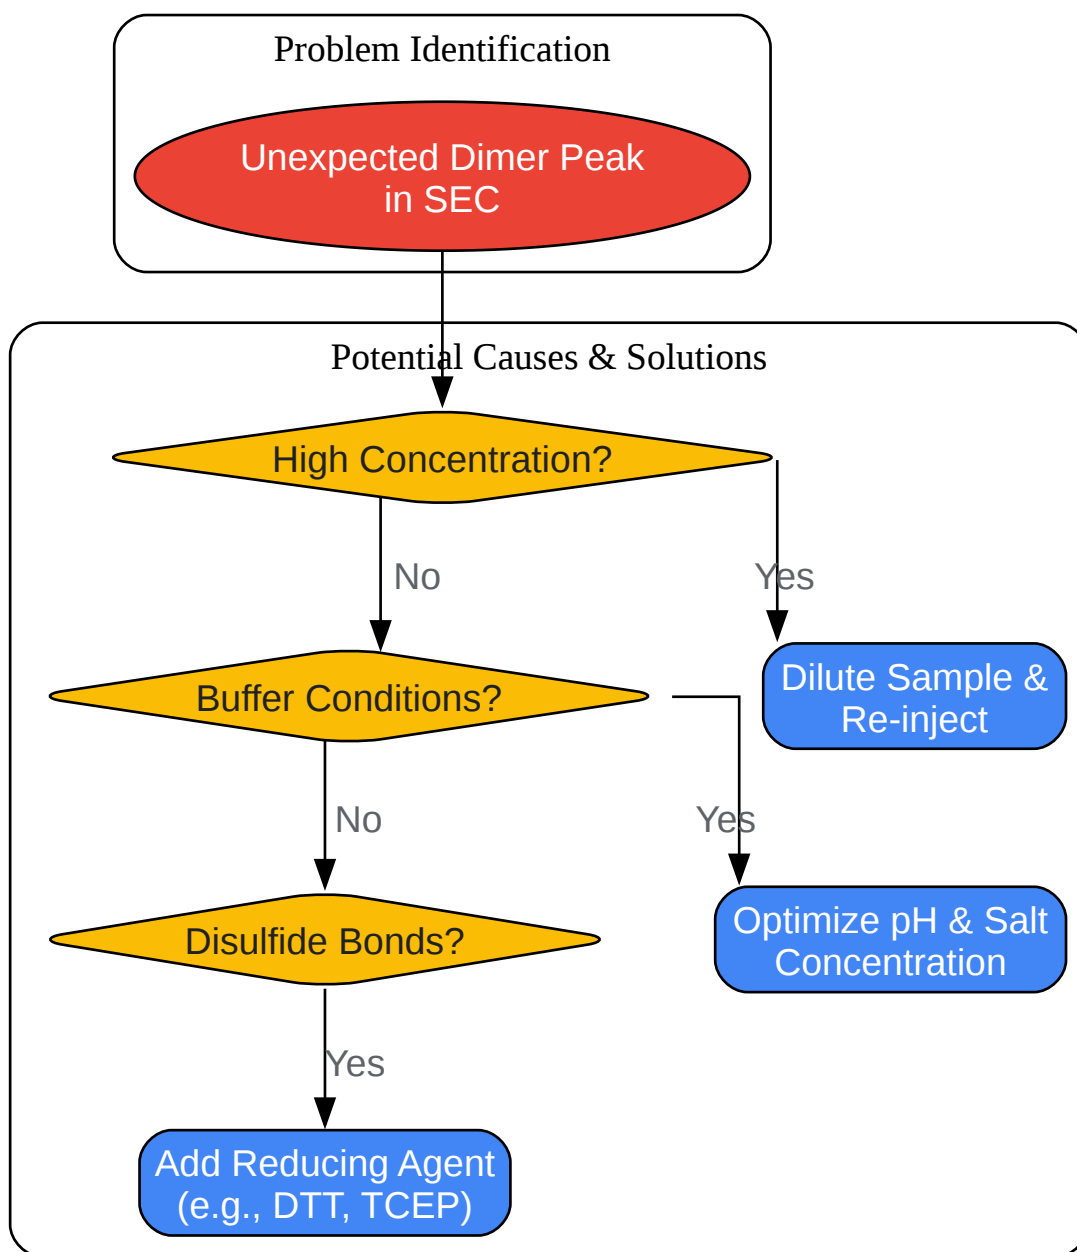 Problem Identification
Unexpected Dimer Peak
in SEC
Potential Causes & Solutions
High Concentration?
No
Yes
Buffer Conditions?
Dilute Sample &
Re-inject
No
Yes
Disulfide Bonds?
Optimize pH & Salt
Concentration
Yes
Add Reducing Agent
(e.g., DTT, TCEP)